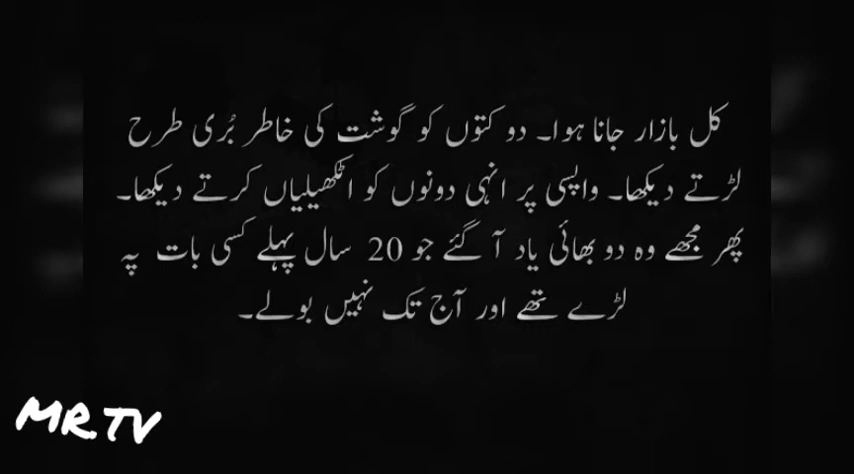 کل بازار جانا ہوا۔ دو کتوں کو گوشت کی خاطر بُری طرح
لڑتے دیکھا۔ واپسی پر انہی دونوں کو اٹکھیلیاں کرتے دیکھا۔
پھر مجھے وہ دو بھائی یاد آ گئے جو 20 سال پہلے کسی بات پہ
لڑے تھے اور آج تک نہیں بولے۔
MR.TV